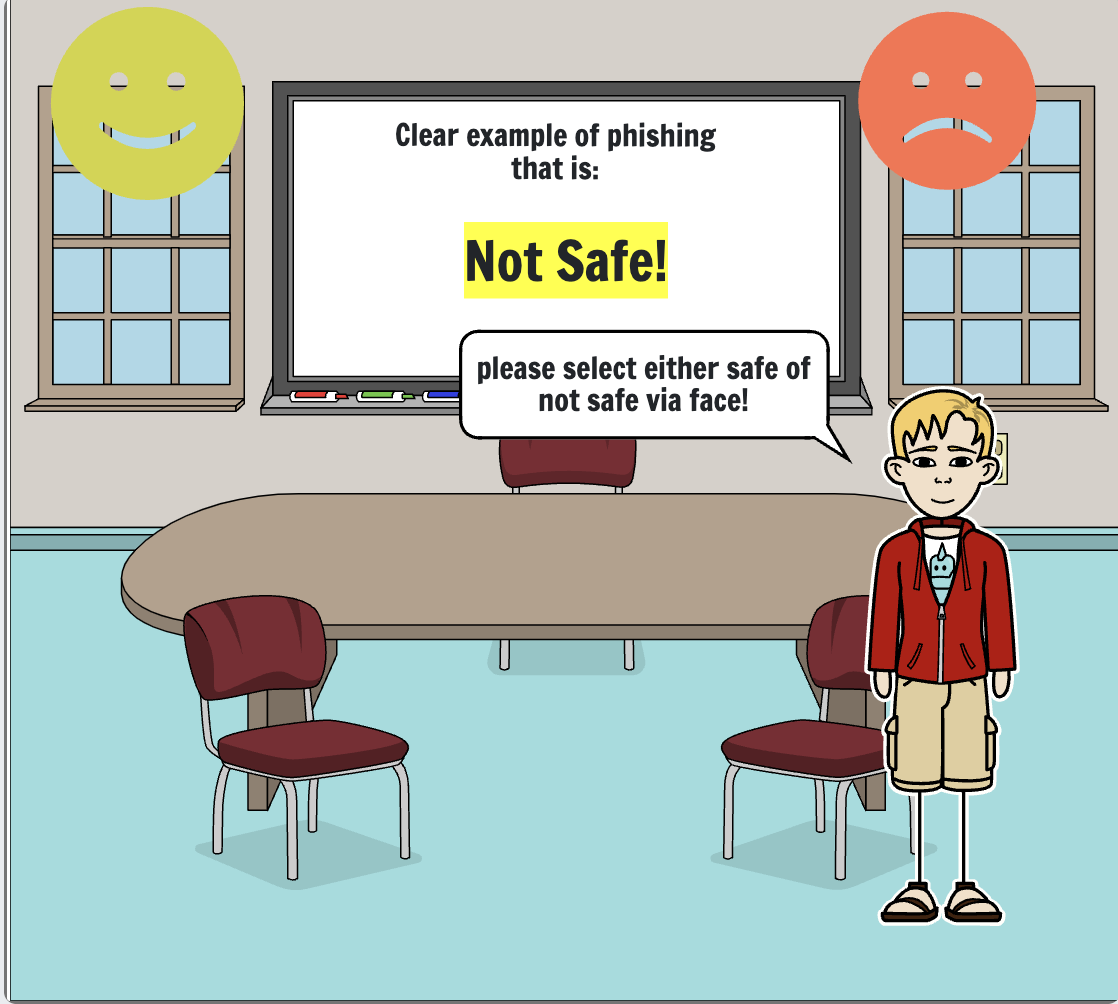 Clear example of phishing
that is:
Not Safe!
please select either safe of
not safe via face!